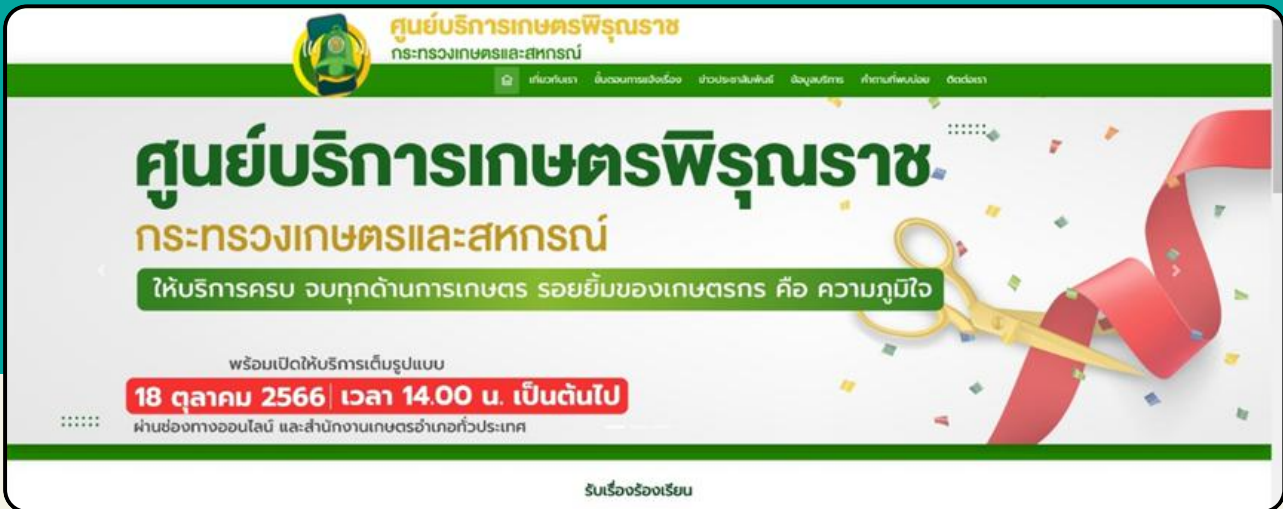 ศูนย์บริการเกษตรพิรุณราช
กระทรวงเกษตรและสหกรณ์
เกี่ยวกับเรา ขั้นตอนการแจ้งเรื่อง ข่าวประชาสัมพันธ์ ข้อมูลบริการ คำถามที่พบบ่อย ติดต่อเรา
ศูนย์บริการเกษตรพิรุณราช
กระทรวงเกษตรและสหกรณ์
ให้บริการครบ จบทุกด้านการเกษตร รอยยิ้มของเกษตรกร คือ ความภูมิใจ
พร้อมเปิดให้บริการเต็มรูปแบบ
18 ตุลาคม 2566| เวลา 14.00 น. เป็นต้นไป
ผ่านช่องทางออนไลน์ และสำนักงานเกษตรอำเภอทั่วประเทศ
รับเรื่องร้องเรียน